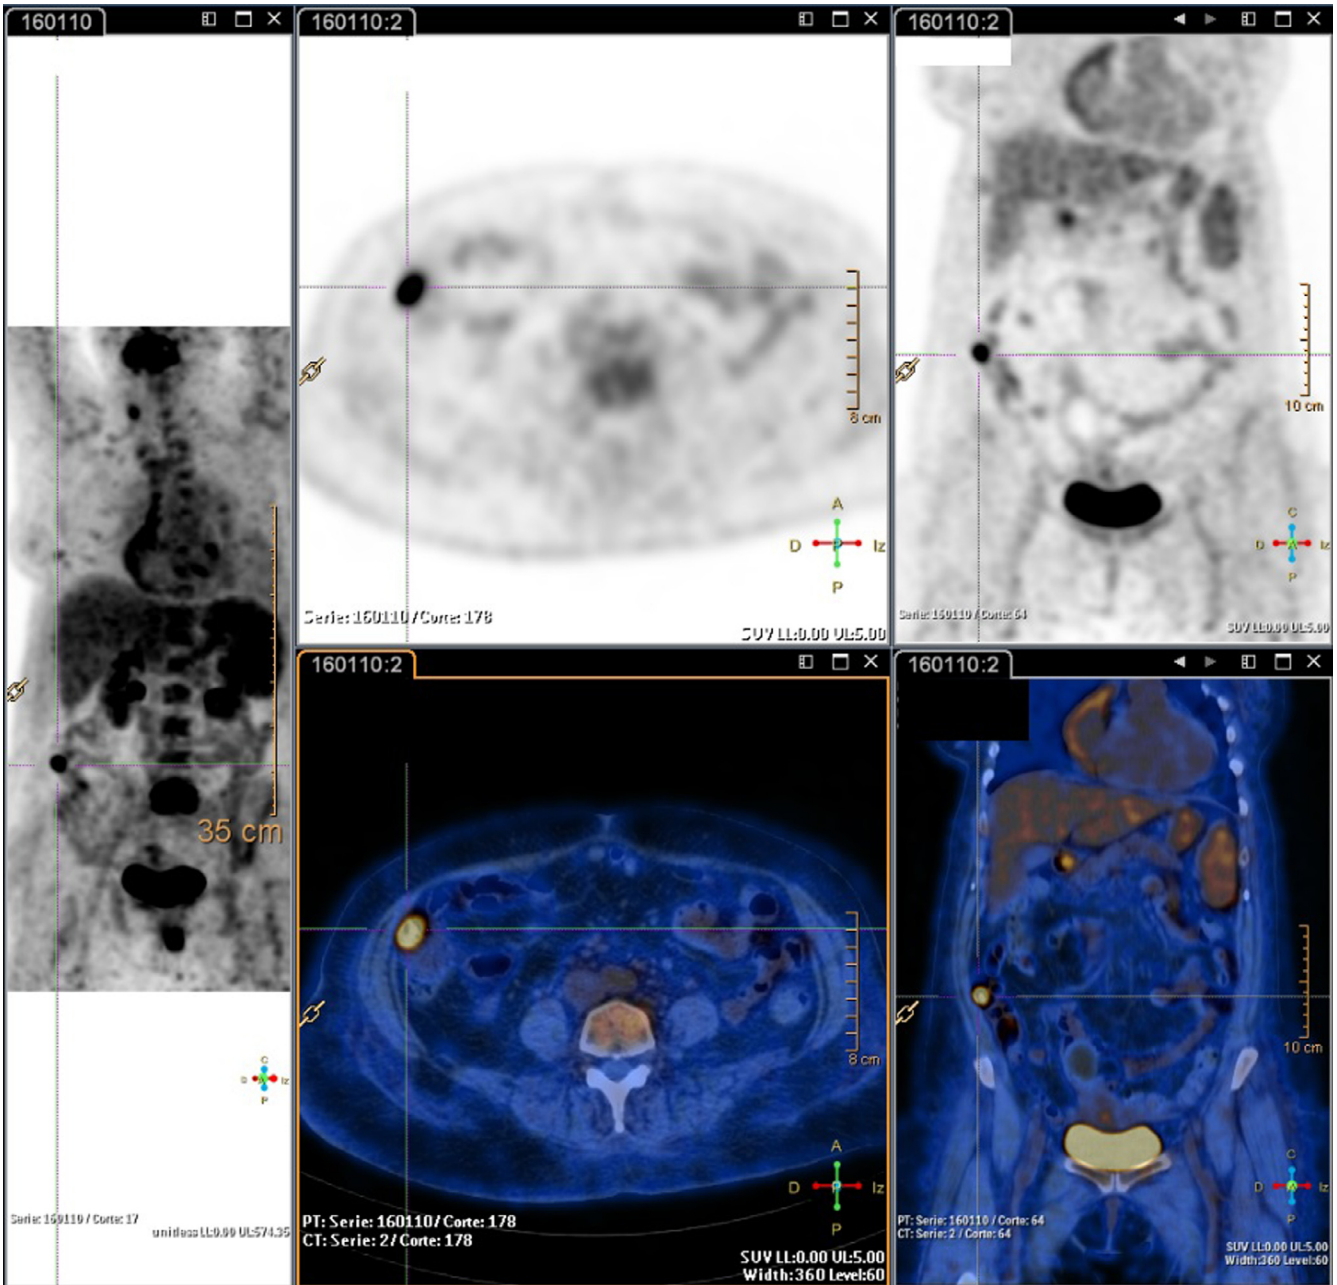 160110
160110:2
160110:2
8 cm
A
D P Iz
P
Serie: 160110 / Corte: 178
SUV LL:0.00 UL:5.00
10 cm
C
D A Iz
P
Serie: 160110 / Corte: 64
SUV LL:0.00 UL:5.00
35 cm
C
D A Iz
P
Serie: 160110 / Corte: 17
unitless LL:0.00 UL:574.35
160110:2
160110:2
8 cm
A
D P Iz
P
PT: Serie: 160110 / Corte: 178
CT: Serie: 2 / Corte: 178
SUV LL:0.00 UL:5.00
Width:360 Level:60
10 cm
C
D A Iz
P
PT: Serie: 160110 / Corte: 64
CT: Serie: 2 / Corte: 64
SUV LL:0.00 UL:5.00
Width:360 Level:60